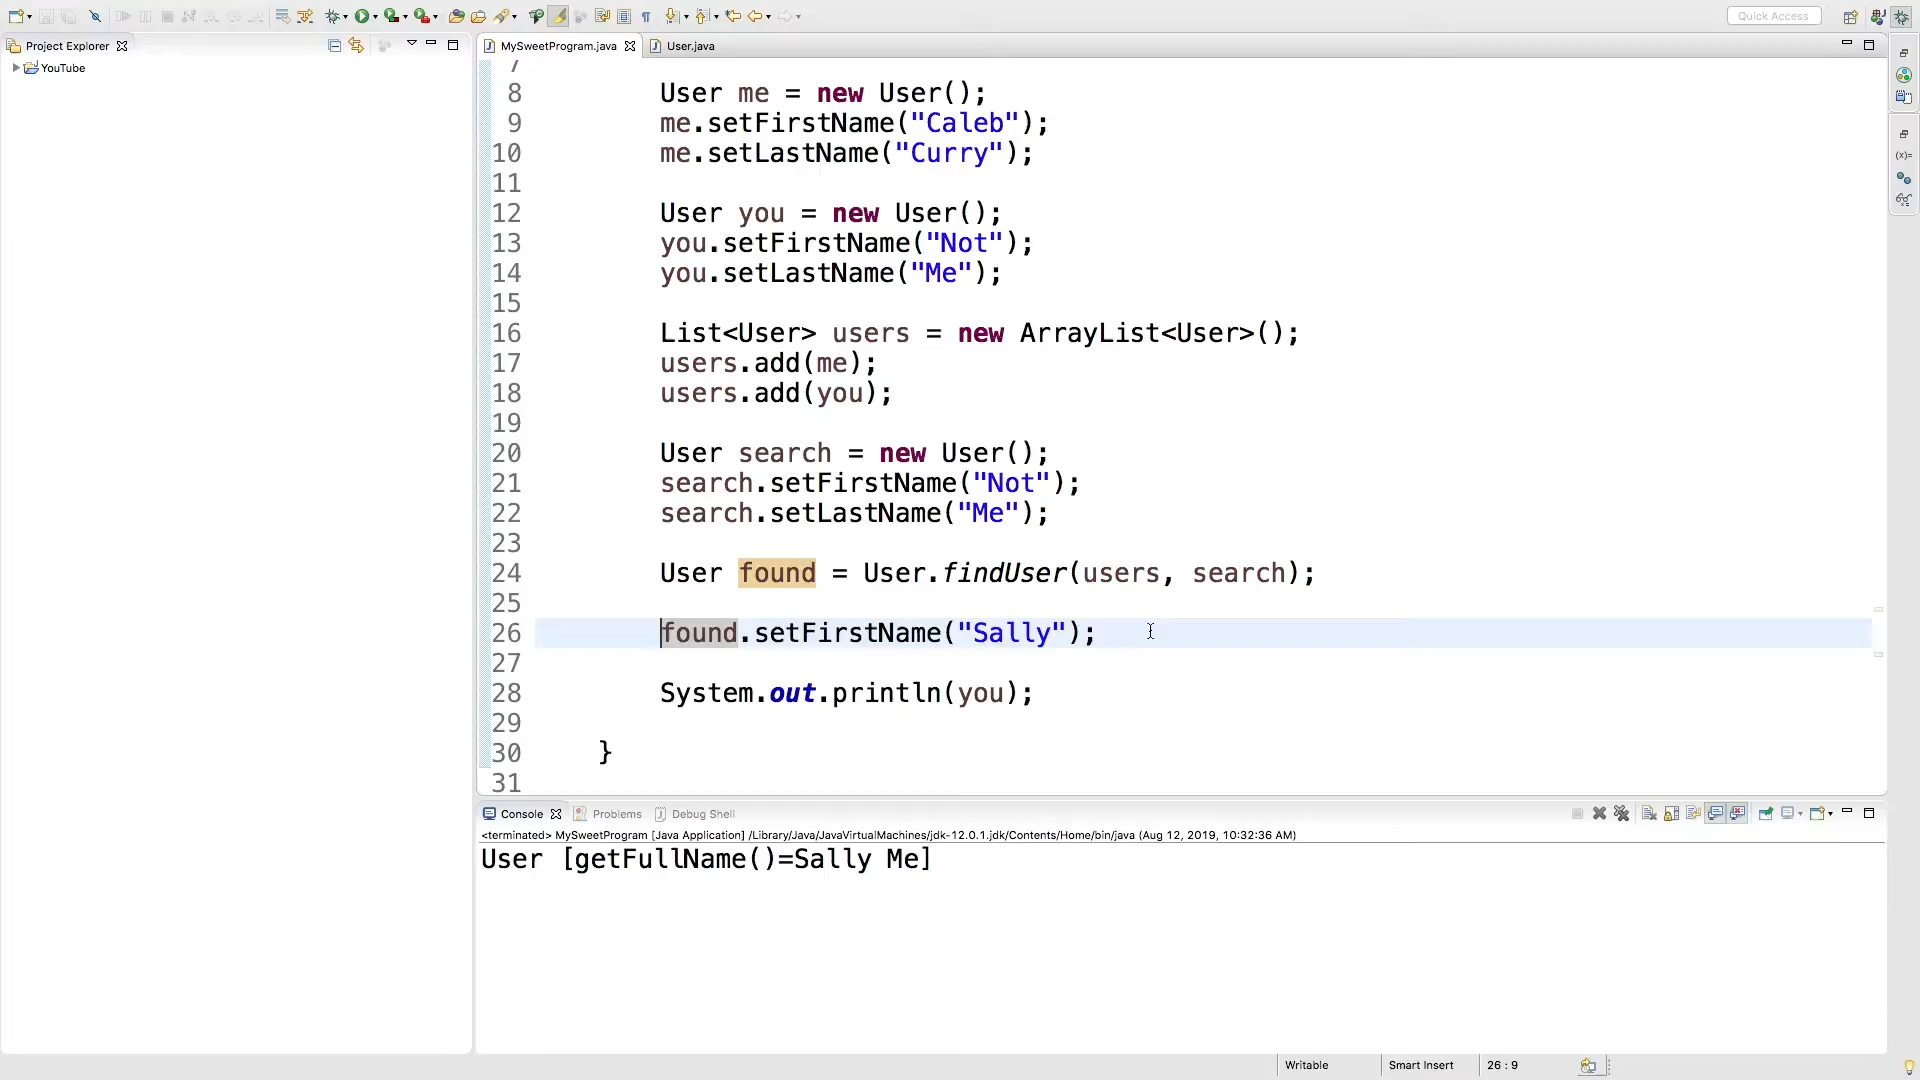 Quick Access
Project Explorer
YouTube
MySweetProgram.java
User.java
7
8 User me = new User();
9 me.setFirstName("Caleb");
10 me.setLastName("Curry");
11
12 User you = new User();
13 you.setFirstName("Not");
14 you.setLastName("Me");
15
16 List<User> users = new ArrayList<User>();
17 users.add(me);
18 users.add(you);
19
20 User search = new User();
21 search.setFirstName("Not");
22 search.setLastName("Me");
23
24 User found = User.findUser(users, search);
25
26 found.setFirstName("Sally");
27
28 System.out.println(you);
29
30 }
31
Console
Problems
Debug Shell
<terminated> MySweetProgram [Java Application] /Library/Java/JavaVirtualMachines/jdk-12.0.1.jdk/Contents/Home/bin/java (Aug 12, 2019, 10:32:36 AM)
User [getFullName()=Sally Me]
Writable
Smart Insert
26 : 9